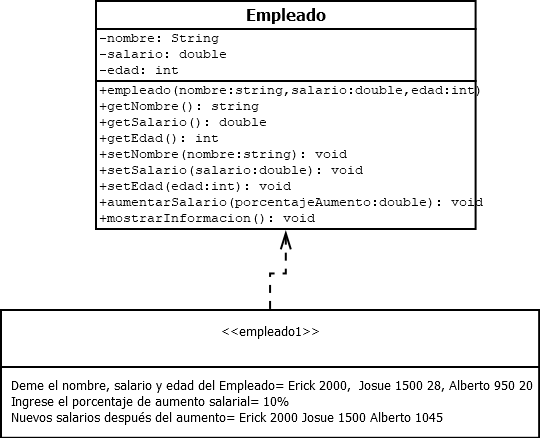 Empleado
-nombre: String
-salario: double
-edad: int
+empleado(nombre:string,salario:double,edad:int)
+getNombre(): string
+getSalario(): double
+getEdad(): int
+setNombre(nombre:string): void
+setSalario(salario:double): void
+setEdad(edad:int): void
+aumentarSalario(porcentajeAumento:double): void
+mostrarInformacion(): void
<<empleado1>>
Deme el nombre, salario y edad del Empleado= Erick 2000,  Josue 1500 28, Alberto 950 20
Ingrese el porcentaje de aumento salarial= 10%
Nuevos salarios después del aumento= Erick 2000 Josue 1500 Alberto 1045